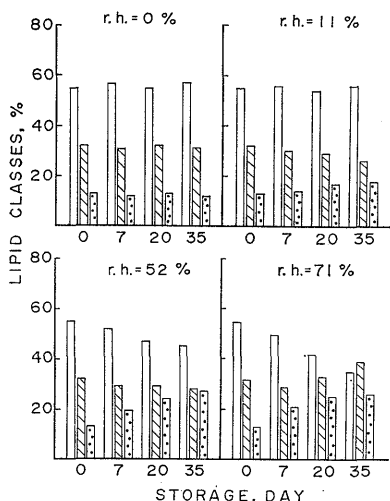 r.h.= 0 %
r.h.= 11 %
80
60
40
20
0 7 20 35
0 7 20 35
LIPID CLASSES, %
r.h.= 52 %
r.h.= 71 %
80
60
40
20
0 7 20 35
0 7 20 35
STORAGE, DAY